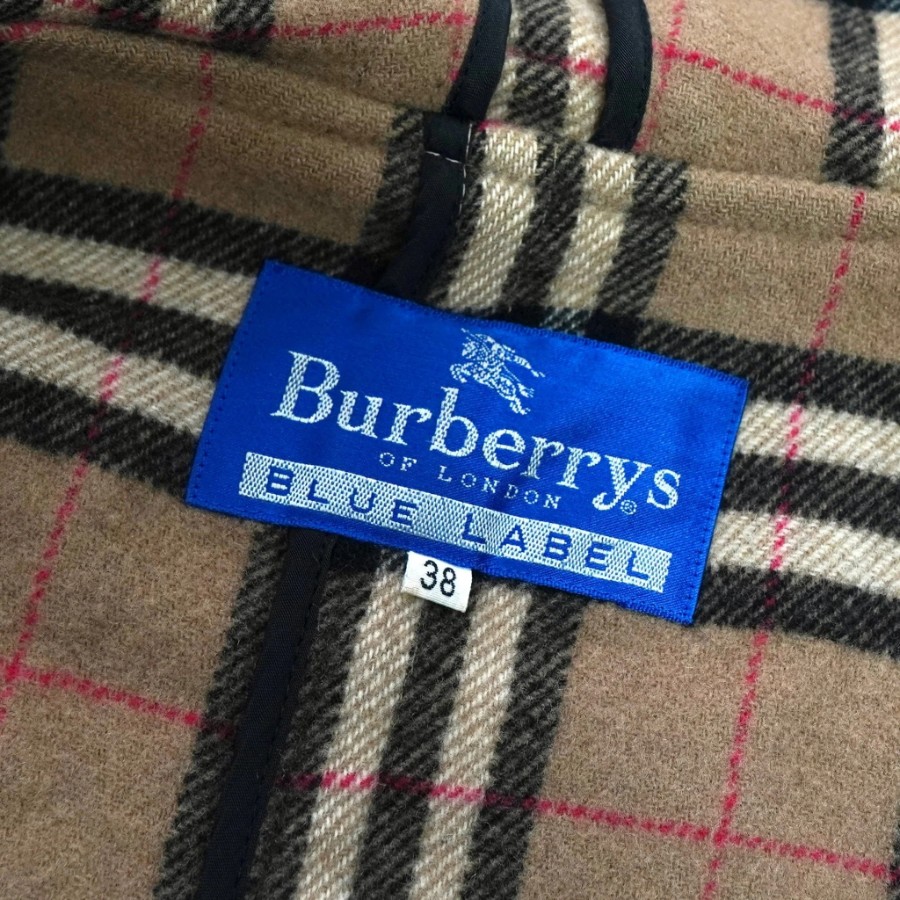 Burberrys
OF LONDON ®
BLUE LABEL
38